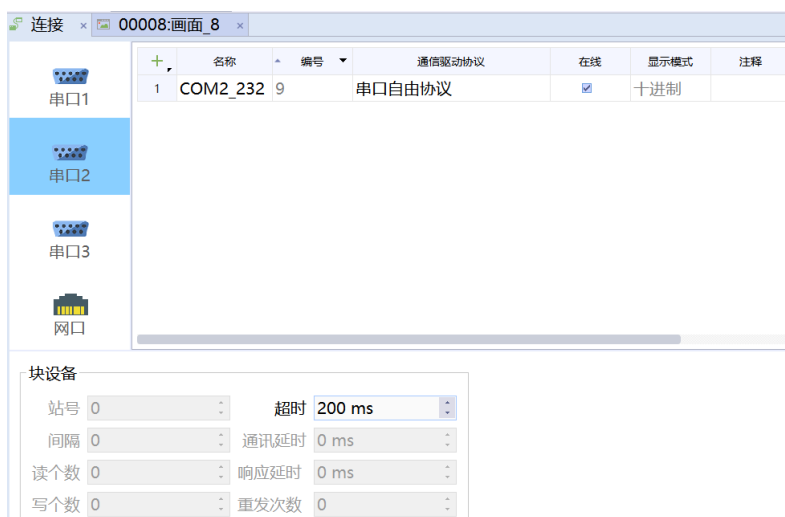 连接 × 00008:画面_8 ×
名称 编号 通信驱动协议 在线 显示模式 注释
1 COM2_232 9 串口自由协议 十进制
串口1
串口2
串口3
网口
块设备
站号 0 超时 200 ms
间隔 0 通讯延时 0 ms
读个数 0 响应延时 0 ms
写个数 0 重发次数 0